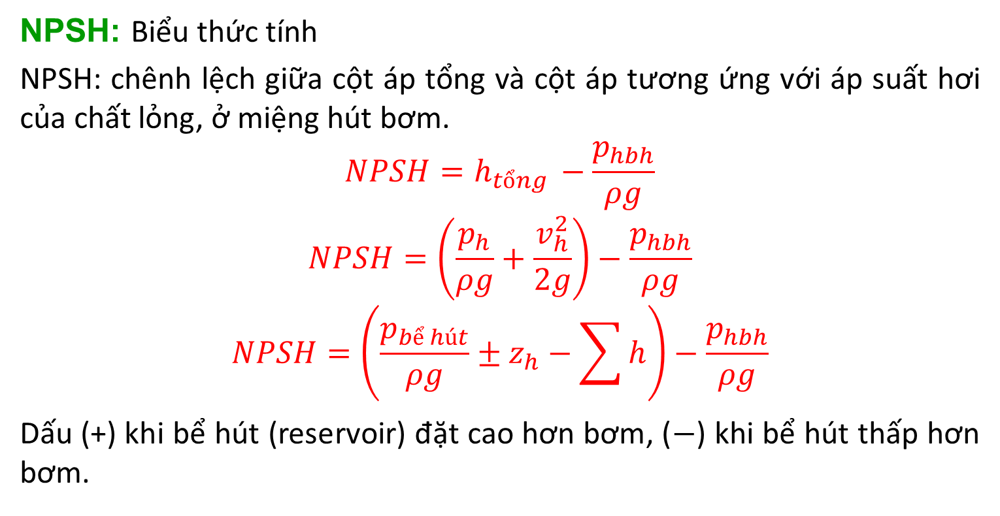 NPSH: Biểu thức tính
NPSH: chênh lệch giữa cột áp tổng và cột áp tương ứng với áp suất hơi
của chất lỏng, ở miệng hút bơm.
$NPSH = h_{tổng} - \frac{p_{hbh}}{\rho g}$
$NPSH = \left( \frac{p_h}{\rho g} + \frac{v_h^2}{2g} \right) - \frac{p_{hbh}}{\rho g}$
$NPSH = \left( \frac{p_{bể hút}}{\rho g} \pm z_h - \sum h \right) - \frac{p_{hbh}}{\rho g}$
Dấu (+) khi bể hút (reservoir) đặt cao hơn bơm, (−) khi bể hút thấp hơn
bơm.